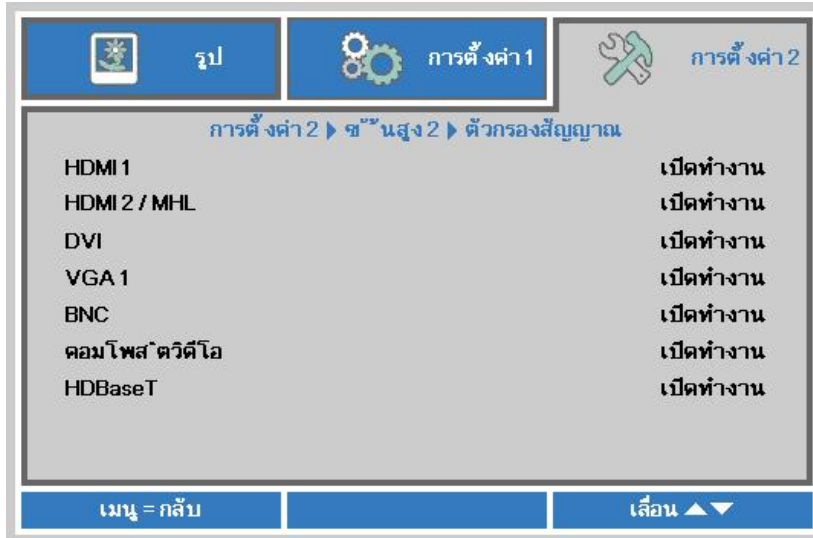 รูป
การตั้งค่า 1
การตั้งค่า 2
การตั้งค่า 2 ▶ ขั้นสูง 2 ▶ ตัวกรองสัญญาณ
HDMI 1 เปิดทำงาน
HDMI 2 / MHL เปิดทำงาน
DVI เปิดทำงาน
VGA 1 เปิดทำงาน
BNC เปิดทำงาน
คอมโพสิตวิดีโอ เปิดทำงาน
HDBaseT เปิดทำงาน
เมนู = กลับ
เลื่อน ▲▼